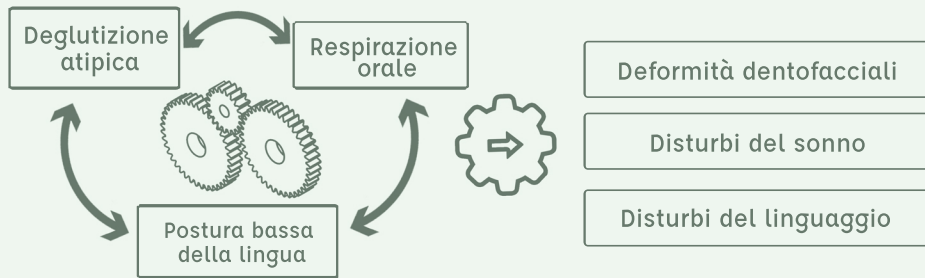 Deglutizione
atipica
Respirazione
orale
Postura bassa
della lingua
Deformità dentofacciali
Disturbi del sonno
Disturbi del linguaggio